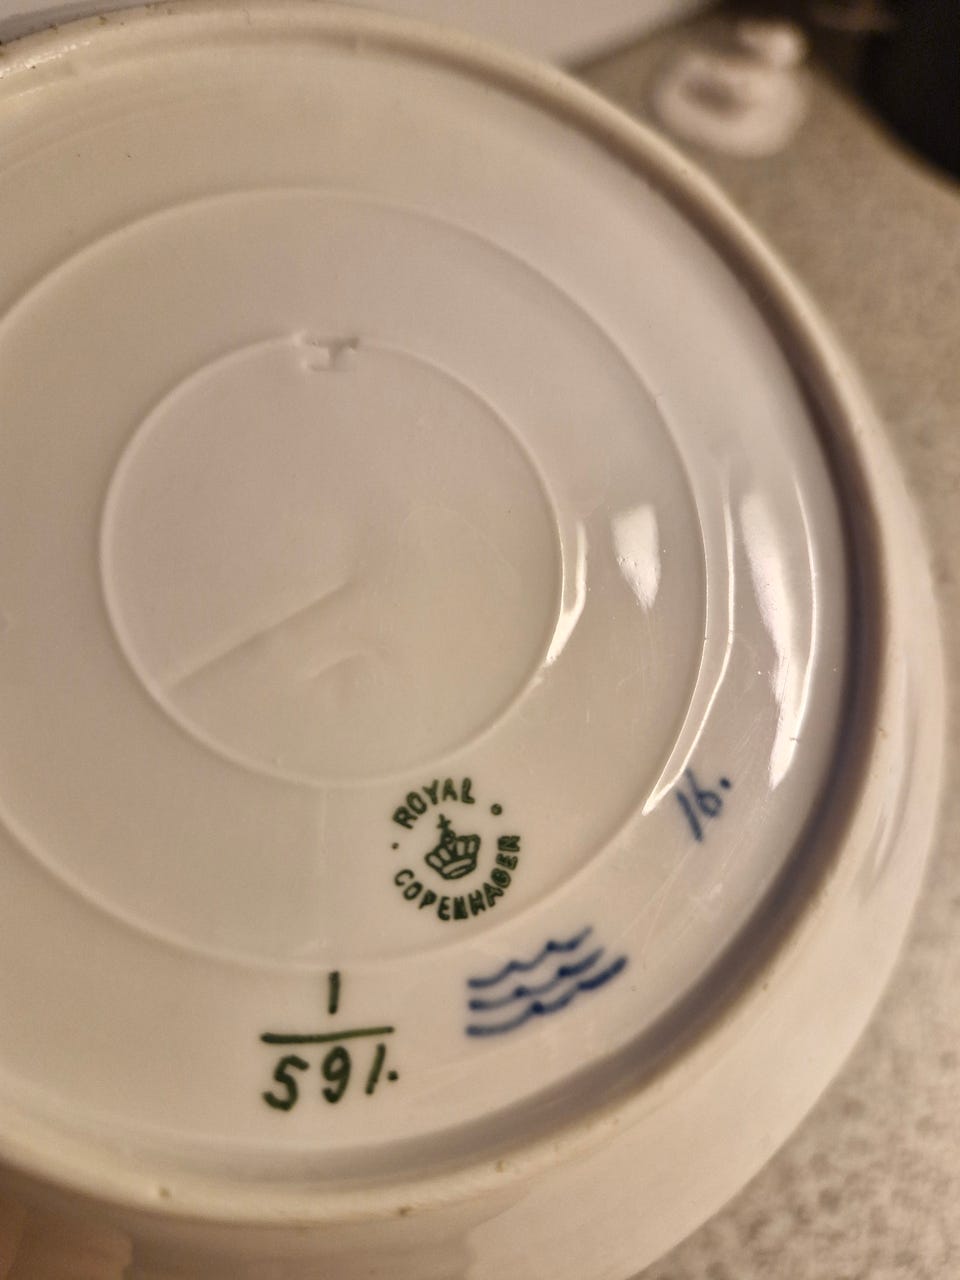 ROYAL
COPENHAGEN
16.
1
591.